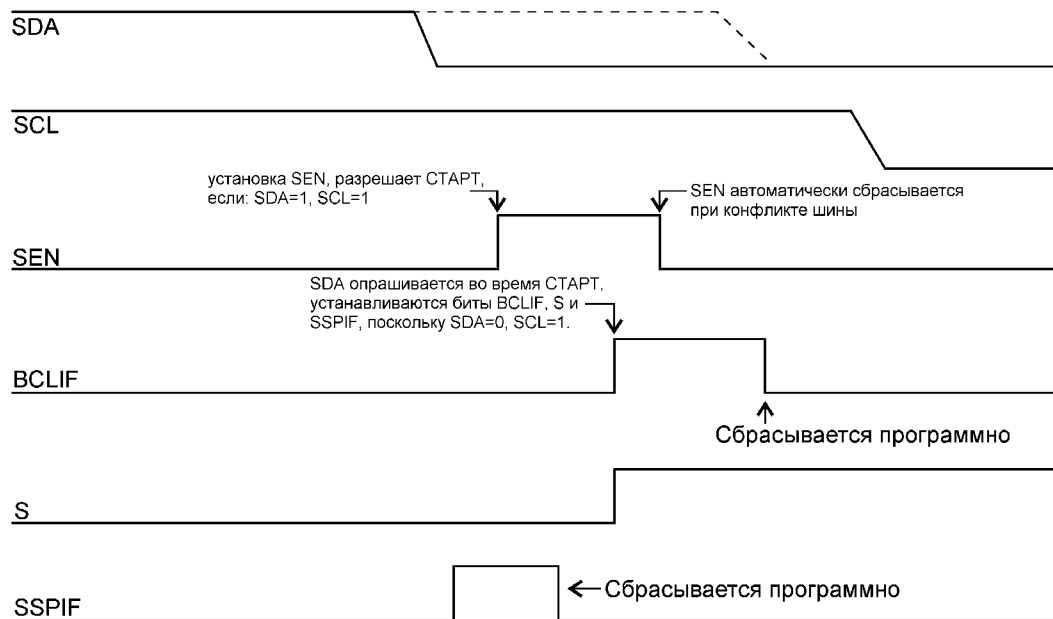 SDA
SCL
установка SEN, разрешает СТАРТ,
если: SDA=1, SCL=1
SEN автоматически сбрасывается
при конфликте шины
SEN
SDA опрашивается во время СТАРТ,
устанавливаются биты BCLIF, S и
SSPIF, поскольку SDA=0, SCL=1.
BCLIF
Сбрасывается программно
S
Сбрасывается программно
SSPIF